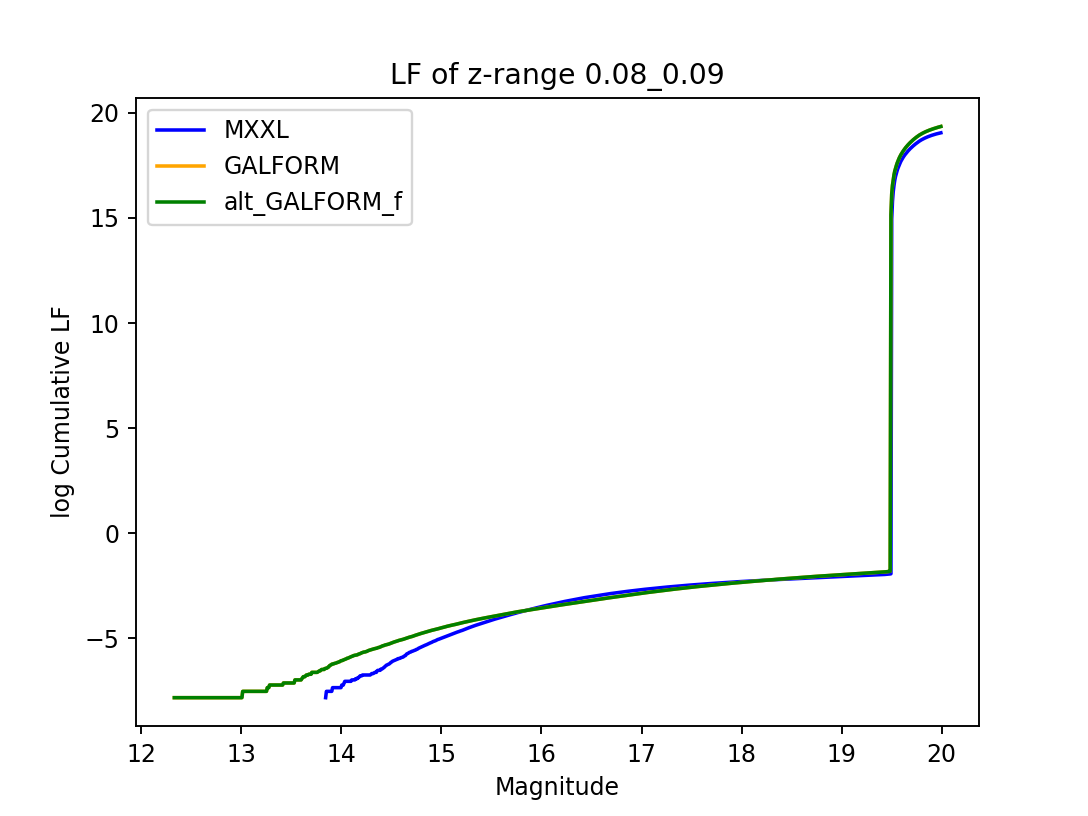 LF of z-range 0.08_0.09
MXXL
GALFORM
alt_GALFORM_f
20
15
10
5
0
−5
log Cumulative LF
12 13 14 15 16 17 18 19 20
Magnitude